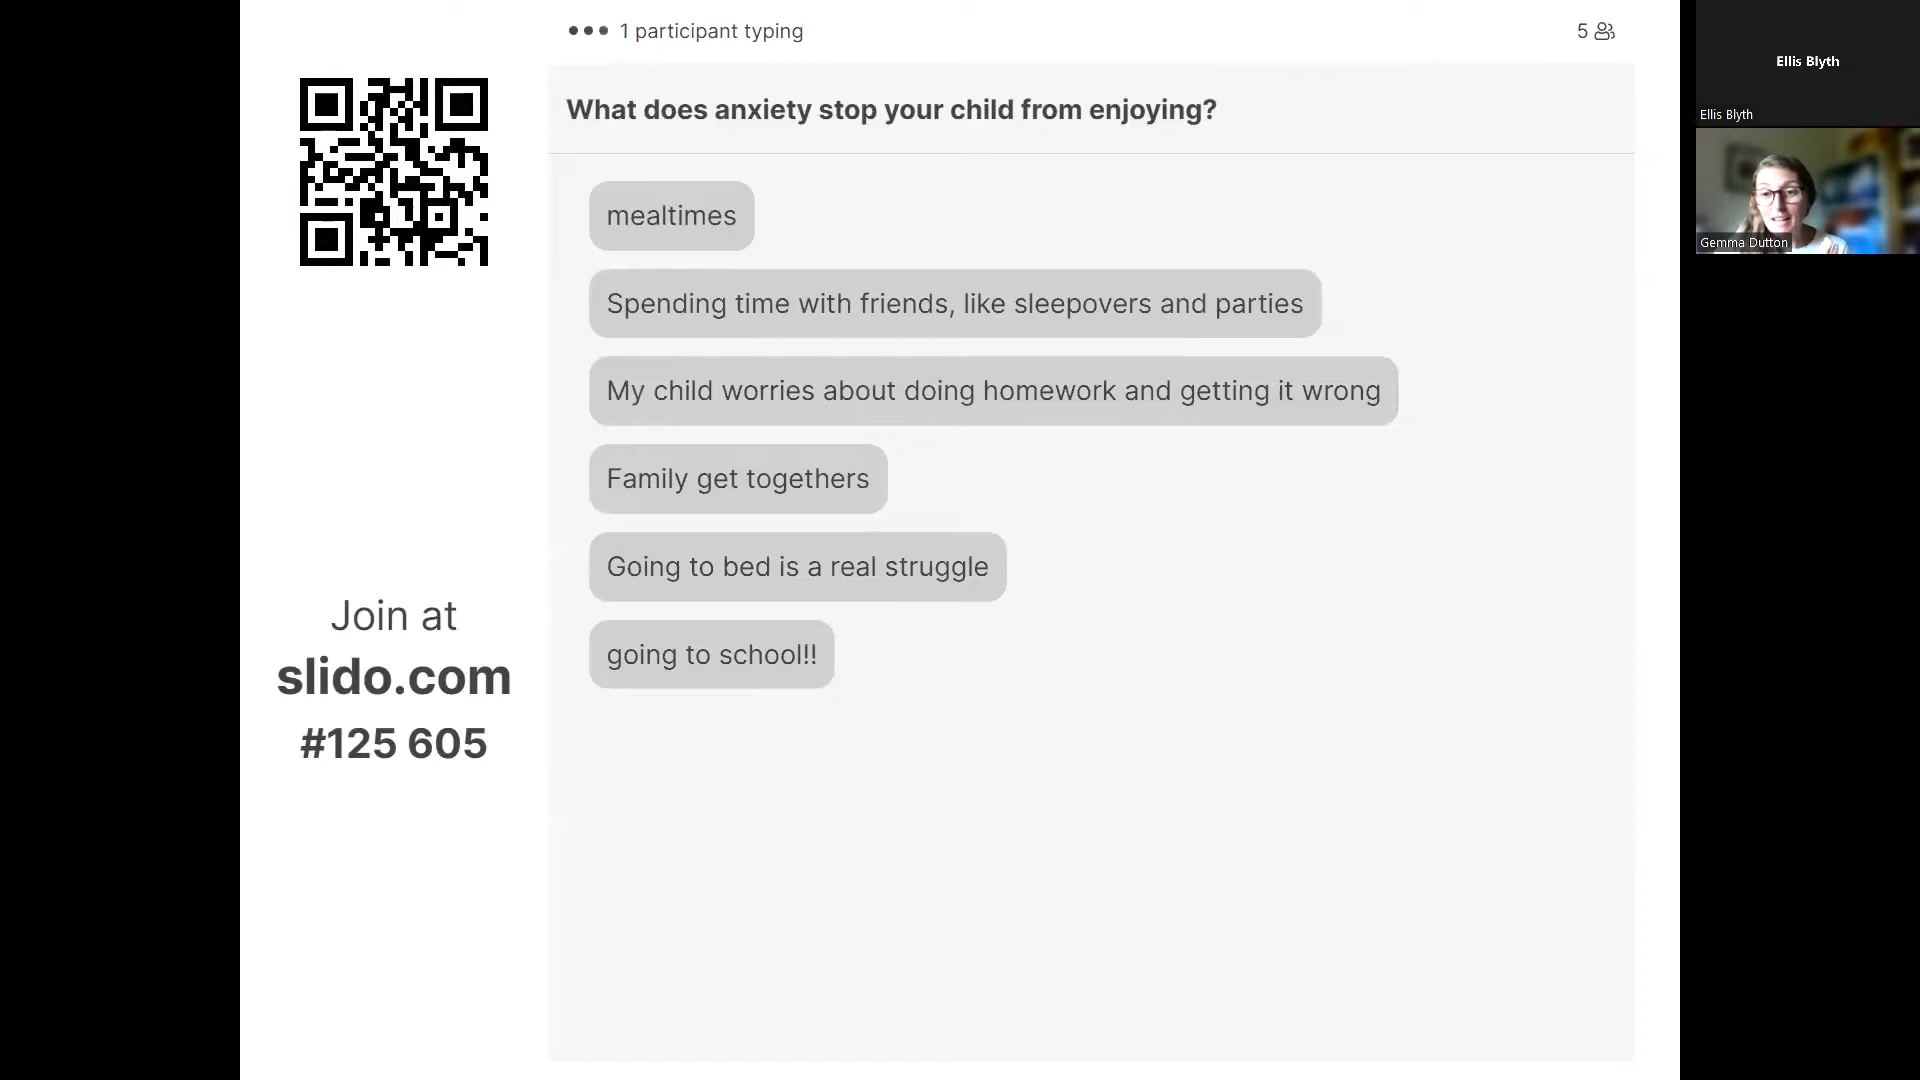 1 participant typing
5
What does anxiety stop your child from enjoying?
mealtimes
Spending time with friends, like sleepovers and parties
My child worries about doing homework and getting it wrong
Family get togethers
Going to bed is a real struggle
going to school!!
Join at
slido.com
#125 605
Ellis Blyth
Ellis Blyth
Gemma Dutton